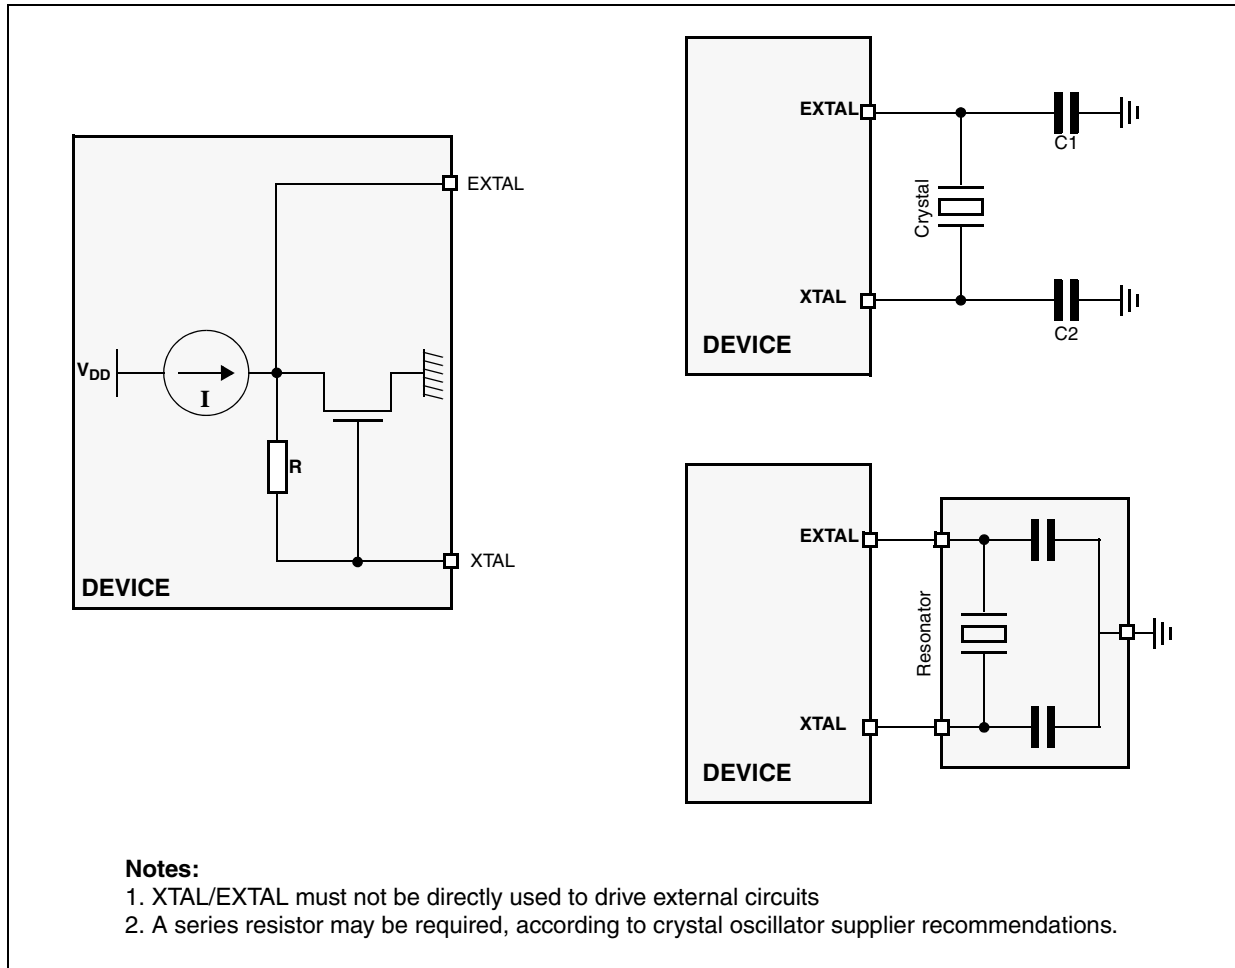 EXTAL
V_DD
I
R
XTAL
DEVICE
EXTAL
C1
Crystal
XTAL
C2
DEVICE
EXTAL
Resonator
XTAL
DEVICE
Notes:
1. XTAL/EXTAL must not be directly used to drive external circuits
2. A series resistor may be required, according to crystal oscillator supplier recommendations.